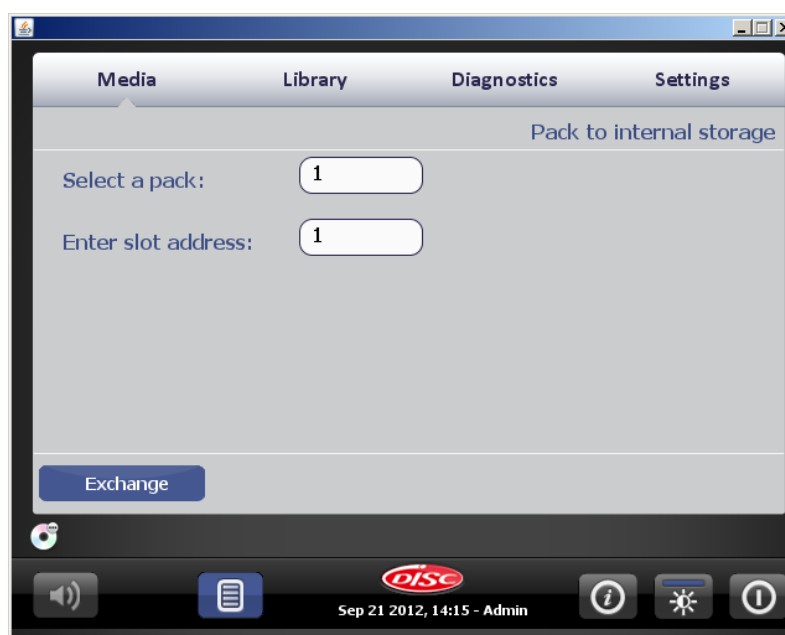 Media Library Diagnostics Settings
Pack to internal storage
Select a pack: 1
Enter slot address: 1
Exchange
DISC
Sep 21 2012, 14:15 - Admin